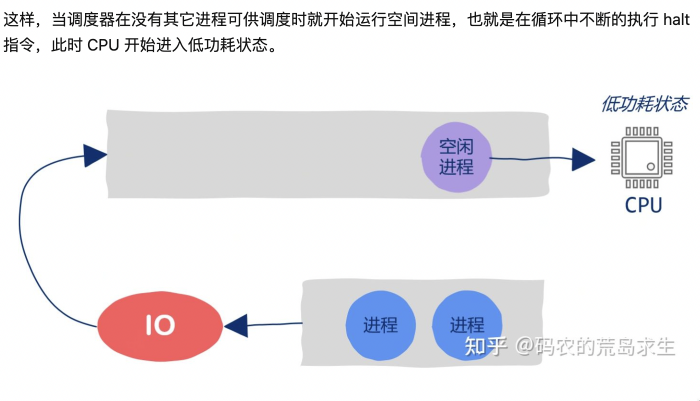 这样，当调度器在没有其它进程可供调度时就开始运行空间进程，也就是在循环中不断的执行 halt
指令，此时 CPU 开始进入低功耗状态。
低功耗状态
空闲
进程
CPU
IO
进程
进程
知乎 @码农的荒岛求生